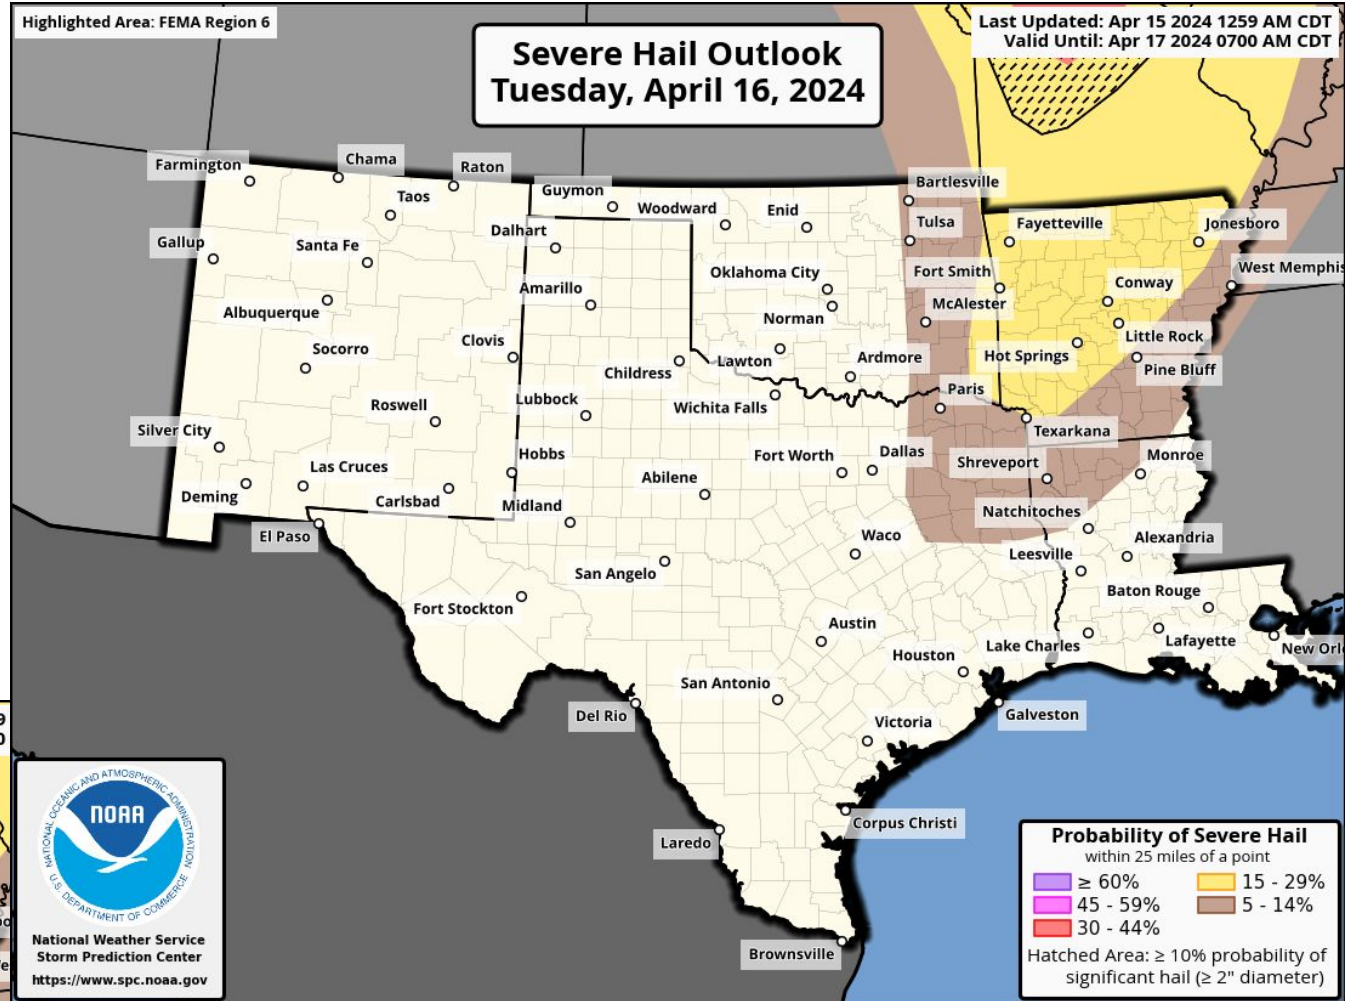 Highlighted Area: FEMA Region 6
Severe Hail Outlook
Tuesday, April 16, 2024
Last Updated: Apr 15 2024 1259 AM CDT
Valid Until: Apr 17 2024 0700 AM CDT
Farmington
Chama
Raton
Taos
Guymon
Woodward
Enid
Bartlesville
Tulsa
Fayetteville
Jonesboro
Gallup
Santa Fe
Dalhart
Oklahoma City
Fort Smith
West Memphis
Albuquerque
Amarillo
Norman
McAlester
Conway
Socorro
Clovis
Childress
Lawton
Ardmore
Hot Springs
Little Rock
Pine Bluff
Roswell
Lubbock
Wichita Falls
Paris
Texarkana
Silver City
Las Cruces
Hobbs
Fort Worth
Dallas
Shreveport
Monroe
Deming
Carlsbad
Midland
Abilene
Natchitoches
El Paso
Waco
Leesville
Alexandria
San Angelo
Fort Stockton
Baton Rouge
Austin
Houston
Lake Charles
Lafayette
San Antonio
New Orl
Del Rio
Galveston
Victoria
Laredo
Corpus Christi
Brownsville
9
0
NATIONAL OCEANIC AND ATMOSPHERIC ADMINISTRATION
NOAA
U.S. DEPARTMENT OF COMMERCE
National Weather Service
Storm Prediction Center
https://www.spc.noaa.gov
Probability of Severe Hail
within 25 miles of a point
≥ 60%
15 - 29%
45 - 59%
5 - 14%
30 - 44%
Hatched Area: ≥ 10% probability of
significant hail (≥ 2" diameter)